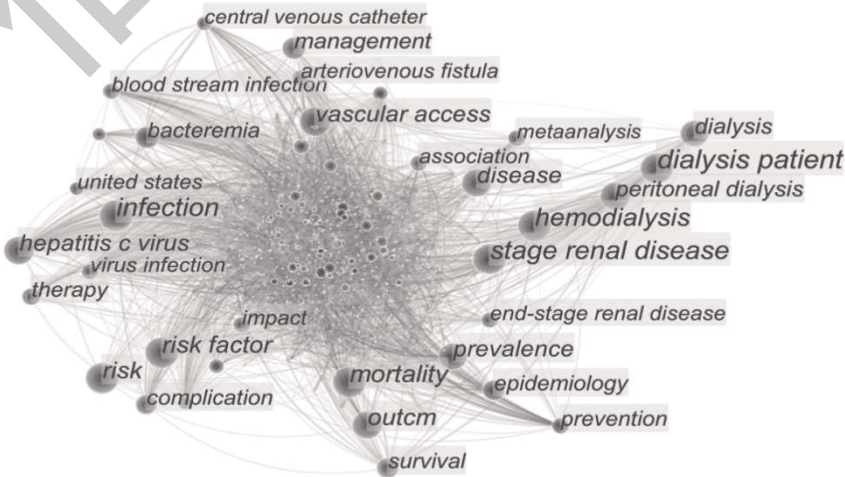 central venous catheter
management
arteriovenous fistula
blood stream infection
vascular access
bacteremia
metaanalysis
dialysis
association
dialysis patient
disease
united states
peritoneal dialysis
infection
hemodialysis
hepatitis c virus
stage renal disease
virus infection
therapy
end-stage renal disease
impact
risk factor
prevalence
risk
mortality
epidemiology
complication
outcm
prevention
survival